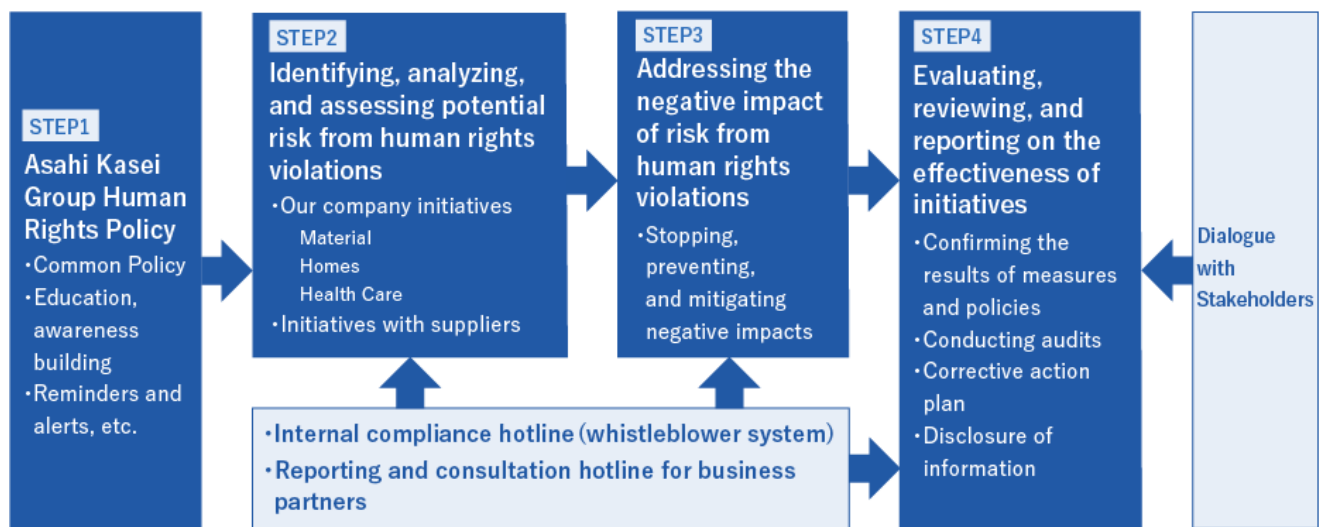 STEP1
Asahi Kasei
Group Human
Rights Policy
・Common Policy
・Education,
awareness
building
・Reminders and
alerts, etc.
STEP2
Identifying, analyzing,
and assessing potential
risk from human rights
violations
・Our company initiatives
Material
Homes
Health Care
・Initiatives with suppliers
STEP3
Addressing the
negative impact
of risk from
human rights
violations
・Stopping,
preventing,
and mitigating
negative impacts
・Internal compliance hotline (whistleblower system)
・Reporting and consultation hotline for business
partners
STEP4
Evaluating,
reviewing, and
reporting on the
effectiveness of
initiatives
・Confirming the
results of measures
and policies
・Conducting audits
・Corrective action
plan
・Disclosure of
information
Dialogue
with
Stakeholders